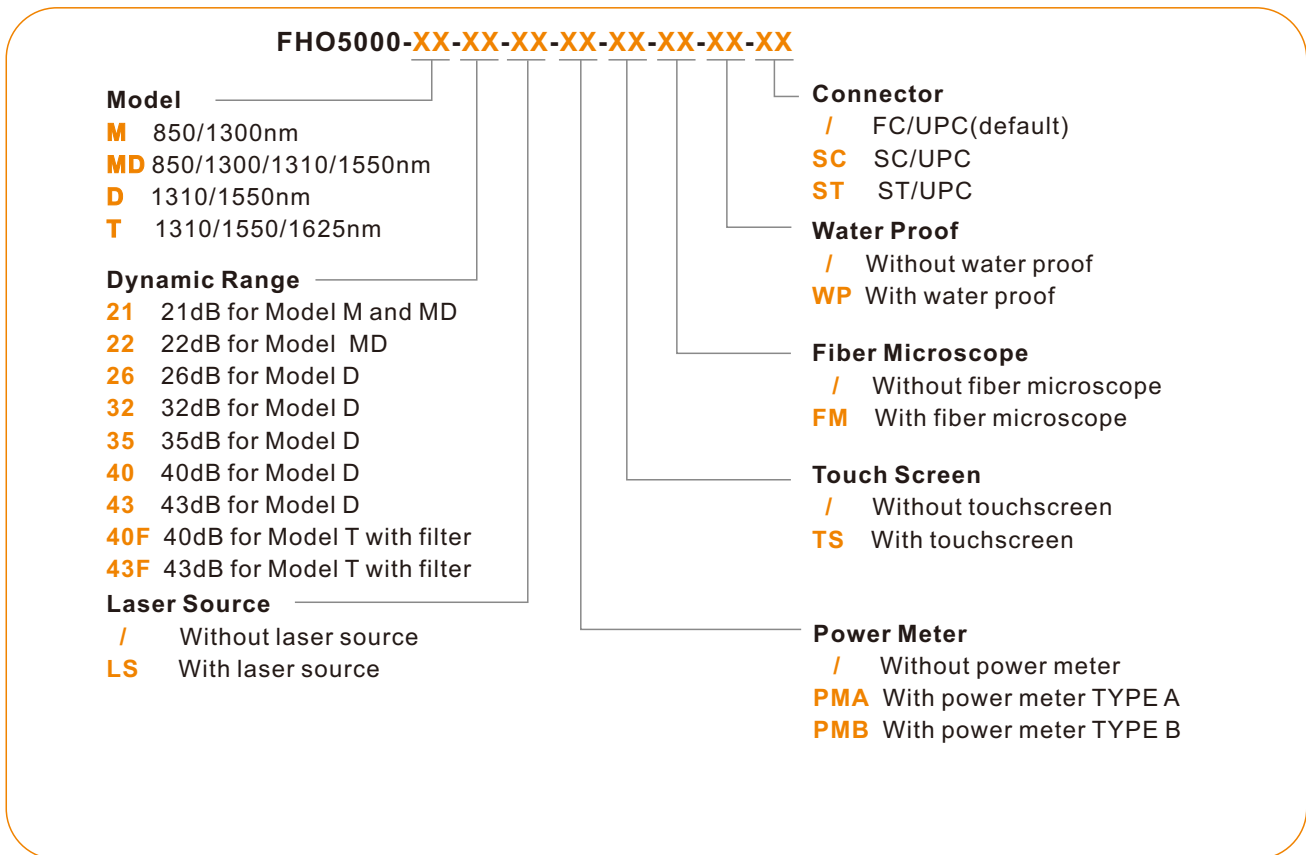 FHO5000-XX-XX-XX-XX-XX-XX-XX-XX
Model
M 850/1300nm
MD 850/1300/1310/1550nm
D 1310/1550nm
T 1310/1550/1625nm
Dynamic Range
21 21dB for Model M and MD
22 22dB for Model MD
26 26dB for Model D
32 32dB for Model D
35 35dB for Model D
40 40dB for Model D
43 43dB for Model D
40F 40dB for Model T with filter
43F 43dB for Model T with filter
Laser Source
/ Without laser source
LS With laser source
Connector
/ FC/UPC(default)
SC SC/UPC
ST ST/UPC
Water Proof
/ Without water proof
WP With water proof
Fiber Microscope
/ Without fiber microscope
FM With fiber microscope
Touch Screen
/ Without touchscreen
TS With touchscreen
Power Meter
/ Without power meter
PMA With power meter TYPE A
PMB With power meter TYPE B